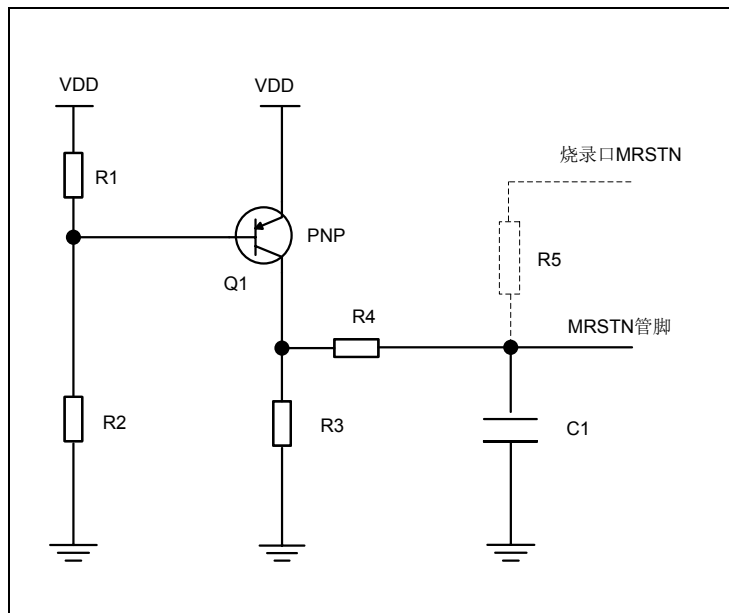 VDD
VDD
烧录口MRSTN
R1
PNP
R5
Q1
R4
MRSTN管脚
R2
R3
C1